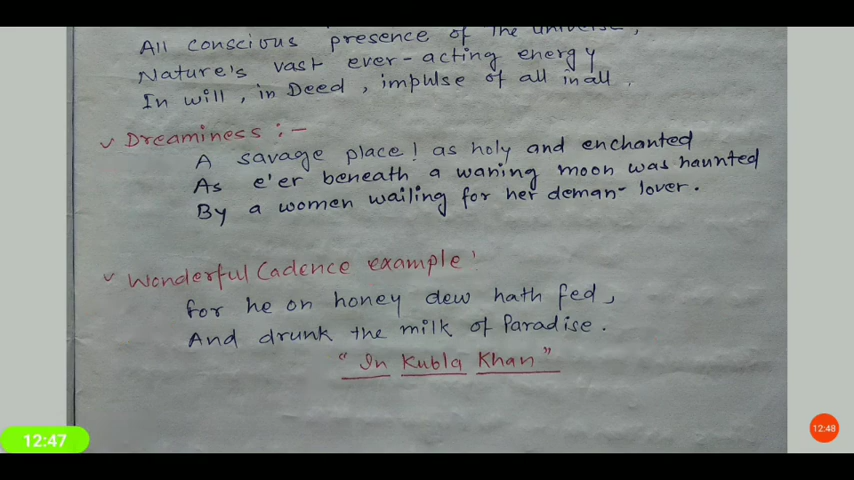 All conscious presence of the universe,
Nature's vast ever-acting energy
In will, in Deed, impulse of all in all.
✓ Dreaminess :-
A savage place! as holy and enchanted
As e'er beneath a waning moon was haunted
By a women wailing for her deman-lover.
✓ Wonderful Cadence example!
for he on honey dew hath fed,
And drunk the milk of Paradise.
"In Kubla Khan"
12:47
12:48